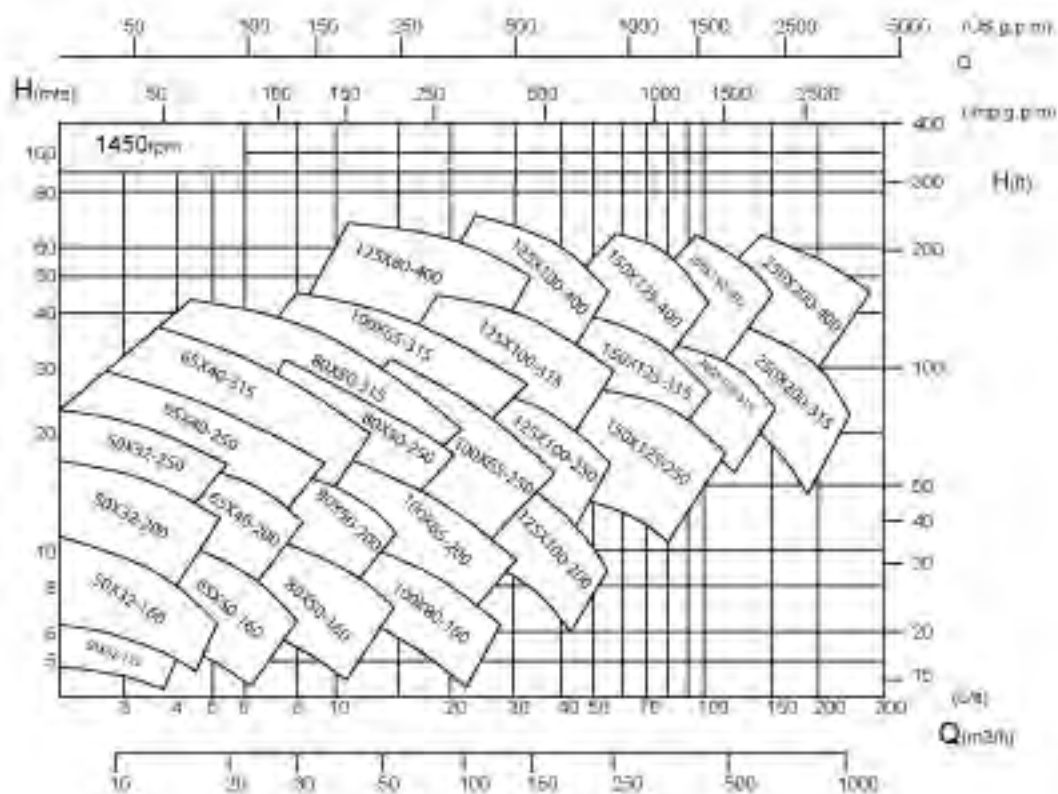 50 100 150 250 500 1000 1500 2500 5000 (US g.p.m)
Q
H(mts) 50 100 150 250 500 1000 1500 2500 (Imp g.p.m)
400
1450rpm
100
80 300 H(ft)
60 200
50
40
30 100
20
50
40
10
30
8
6 20
5
15
125X80-400
125X100-400
150X125-400
250X200-400
100X65-315
125X100-315
150X125-315
250X200-315
65X40-315
80X50-250
65X40-250
125X100-250
150X125-250
50X32-250
100X65-250
50X32-200
65X40-200
80X50-200
100X65-200
125X100-200
50X32-160
65X50-160
80X50-160
100X80-160
3 4 5 6 8 10 20 30 40 50 70 100 150 200 300
Q(m3/h)
10 20 30 50 100 150 250 500 1000